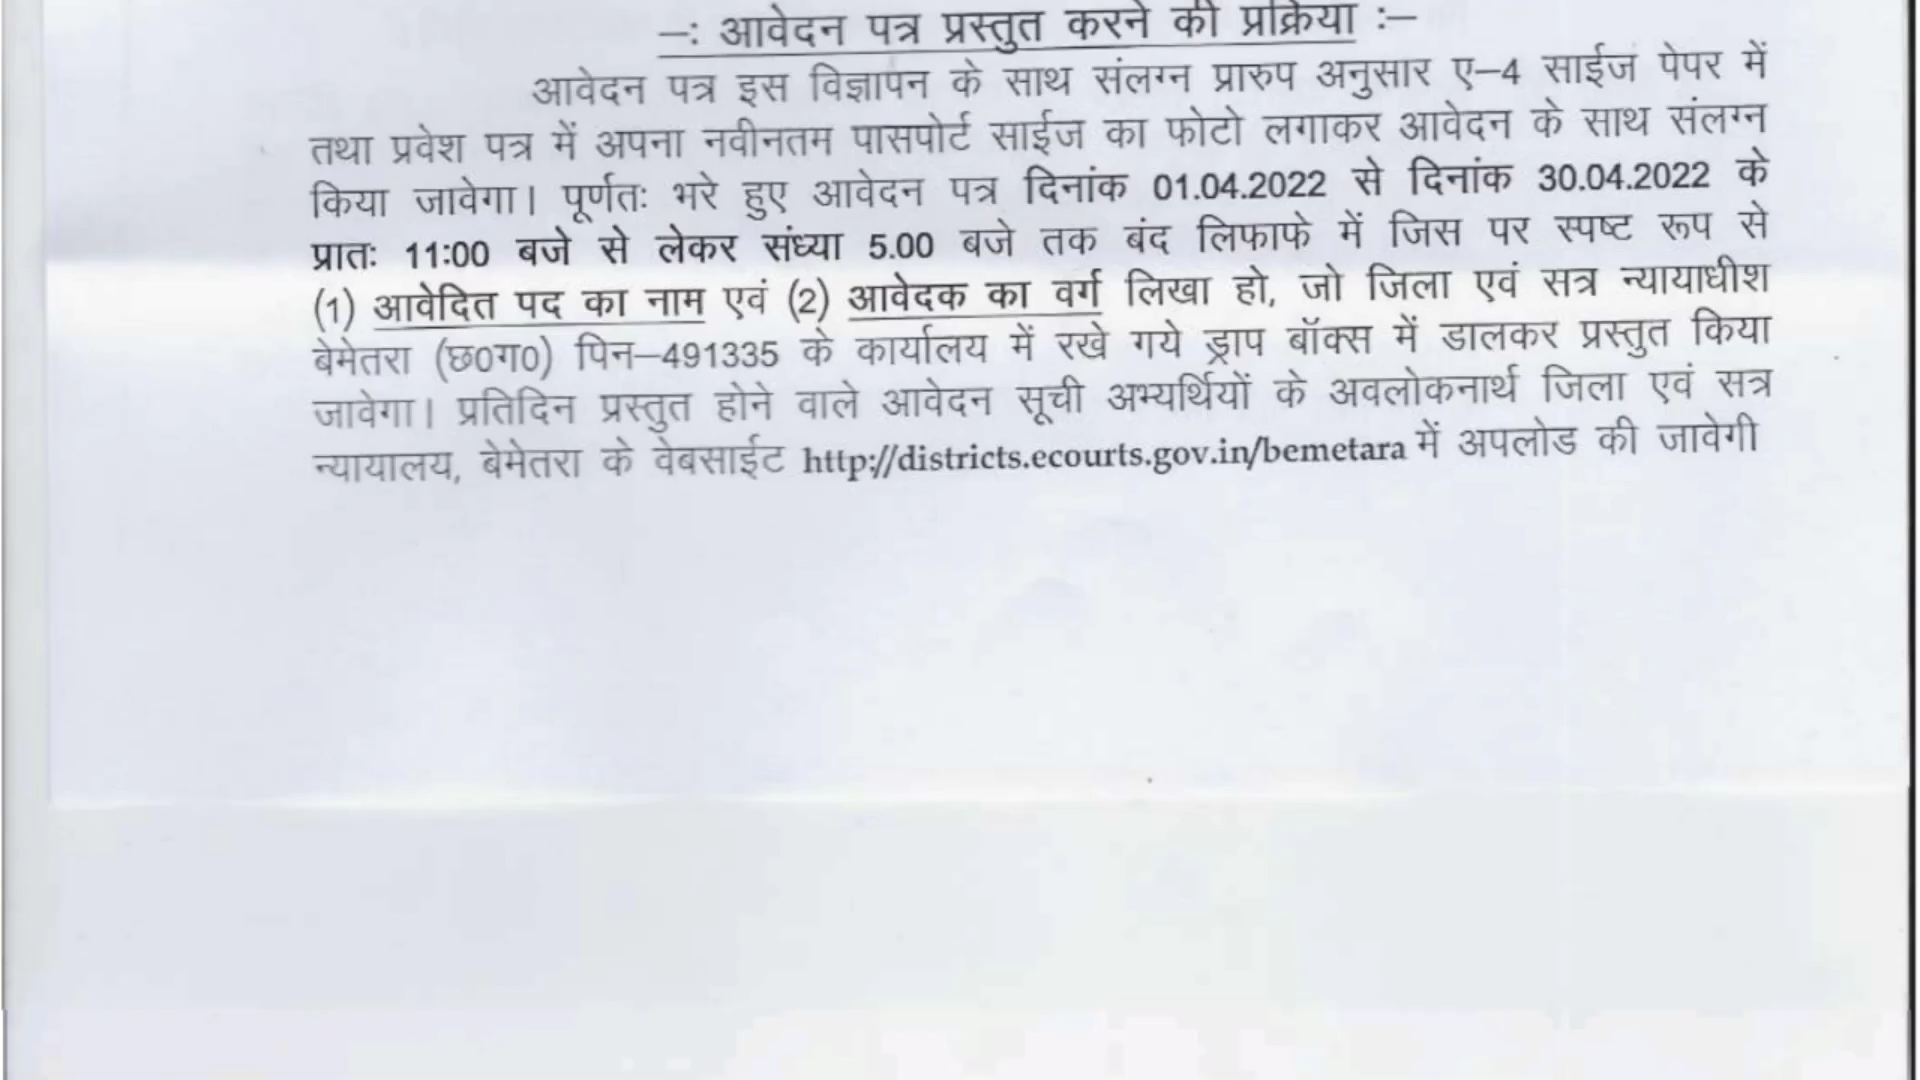 –: आवेदन पत्र प्रस्तुत करने की प्रक्रिया :–
आवेदन पत्र इस विज्ञापन के साथ संलग्न प्रारुप अनुसार ए–4 साईज पेपर में
तथा प्रवेश पत्र में अपना नवीनतम पासपोर्ट साईज का फोटो लगाकर आवेदन के साथ संलग्न
किया जावेगा। पूर्णतः भरे हुए आवेदन पत्र दिनांक 01.04.2022 से दिनांक 30.04.2022 के
प्रातः 11:00 बजे से लेकर संध्या 5.00 बजे तक बंद लिफाफे में जिस पर स्पष्ट रूप से
(1) आवेदित पद का नाम एवं (2) आवेदक का वर्ग लिखा हो, जो जिला एवं सत्र न्यायाधीश
बेमेतरा (छ0ग0) पिन–491335 के कार्यालय में रखे गये ड्राप बॉक्स में डालकर प्रस्तुत किया
जावेगा। प्रतिदिन प्रस्तुत होने वाले आवेदन सूची अभ्यर्थियों के अवलोकनार्थ जिला एवं सत्र
न्यायालय, बेमेतरा के वेबसाईट http://districts.ecourts.gov.in/bemetara में अपलोड की जावेगी